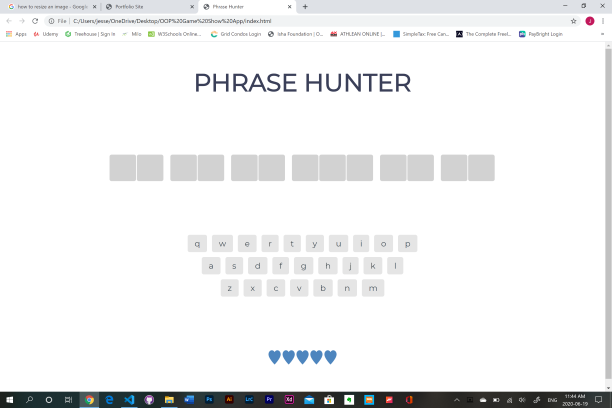 how to resize an image - Google
Portfolio Site
Phrase Hunter
File | C:/Users/jesse/OneDrive/Desktop/OOP%20Game%20Show%20App/index.html
Apps Udemy Treehouse | Sign In Milio W3Schools Online... Grid Condos Login Isha Foundation | O... ATHLEAN ONLINE |... SimpleTax: Free Can... The Complete Freel... PayBright Login »
PHRASE HUNTER
q w e r t y u i o p
a s d f g h j k l
z x c v b n m
11:44 AM
ENG
2020-06-19